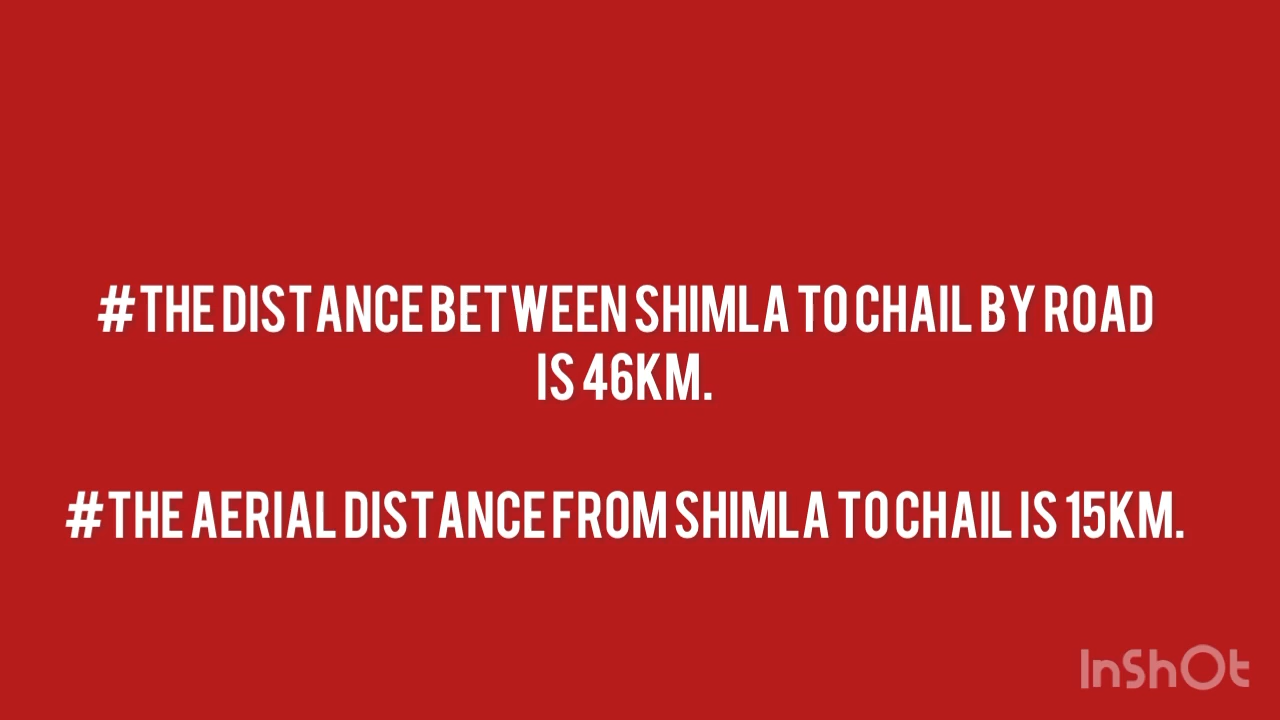 #THE DISTANCE BETWEEN SHIMLA TO CHAIL BY ROAD
IS 46KM.
#THE AERIAL DISTANCE FROM SHIMLA TO CHAIL IS 15KM.
InShOt